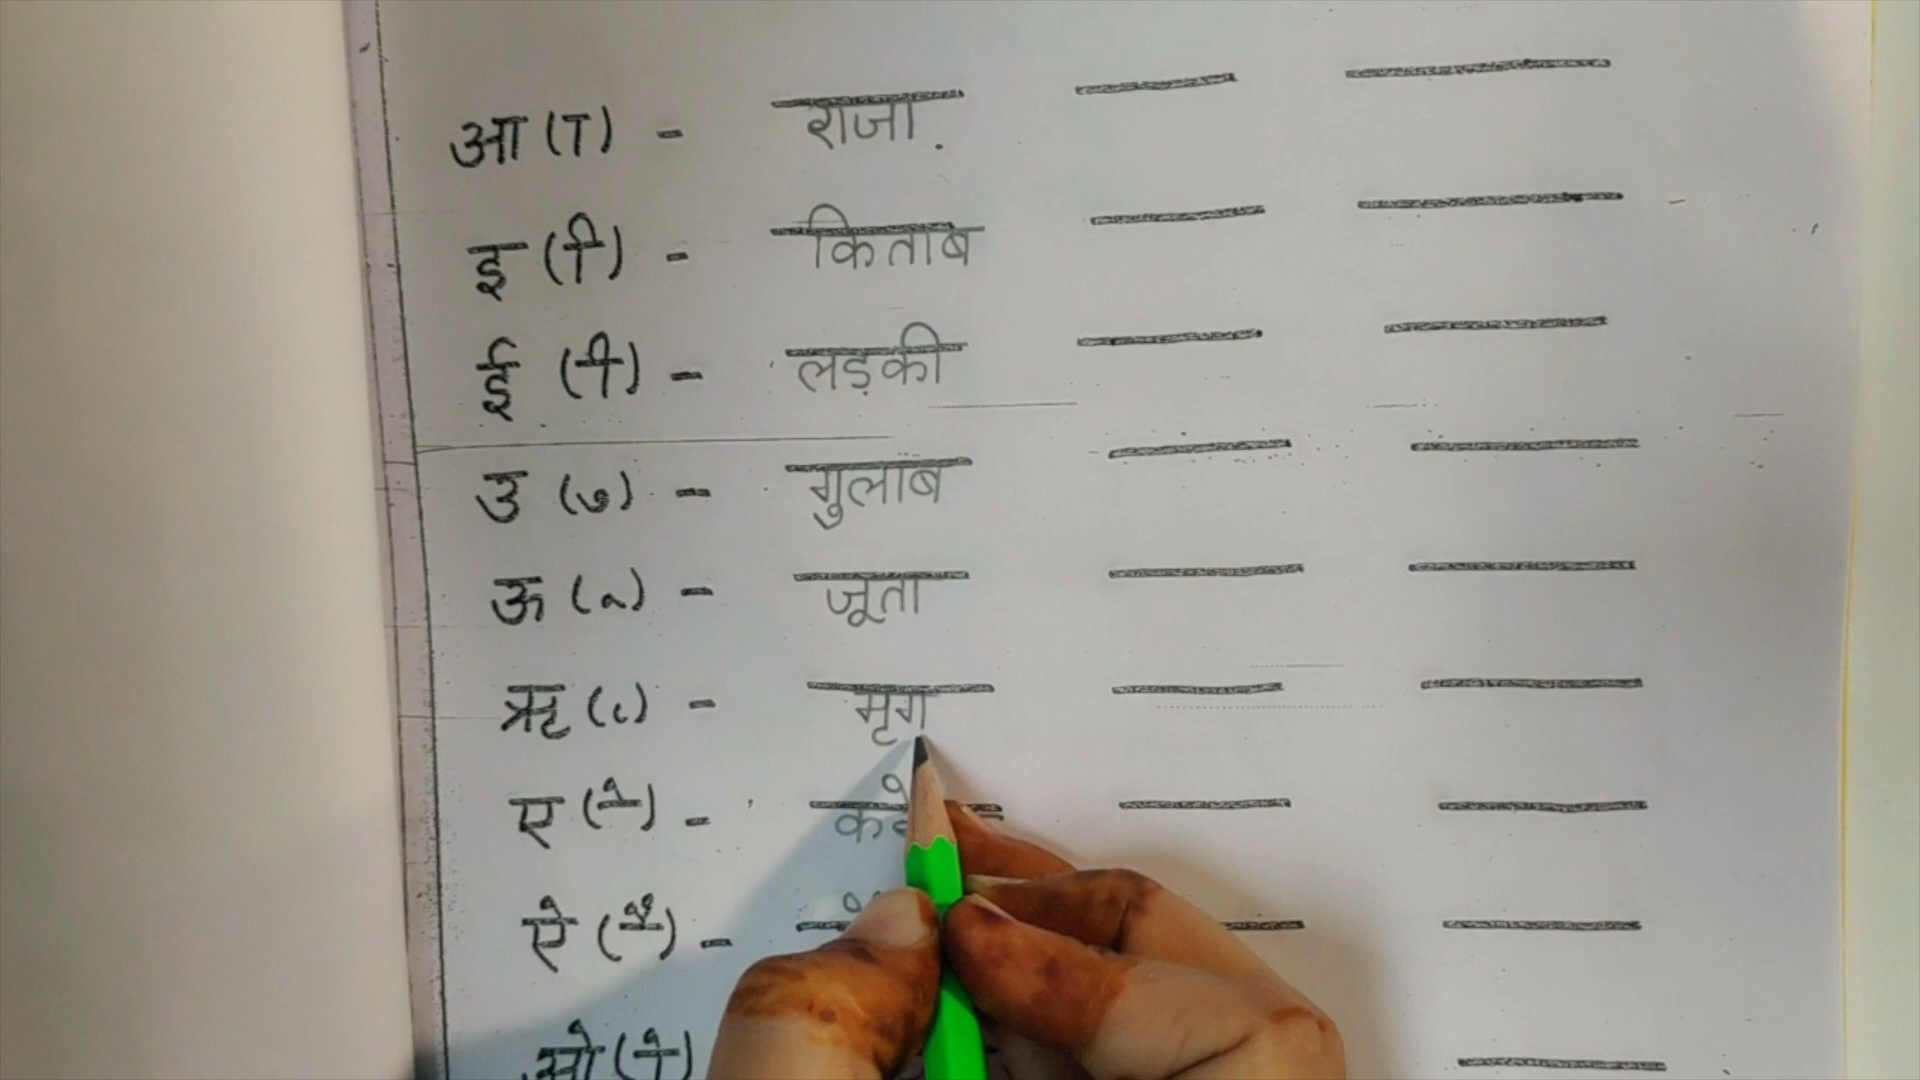 आ (ा) - राजा.
इ (ि) - किताब
ई (ी) - लड़की
उ (ु) - गुलाब
ऊ (ू) - जूता
ऋ (ृ) - मृग
ए (े) -
ऐ (ै) -
ओ (ो)